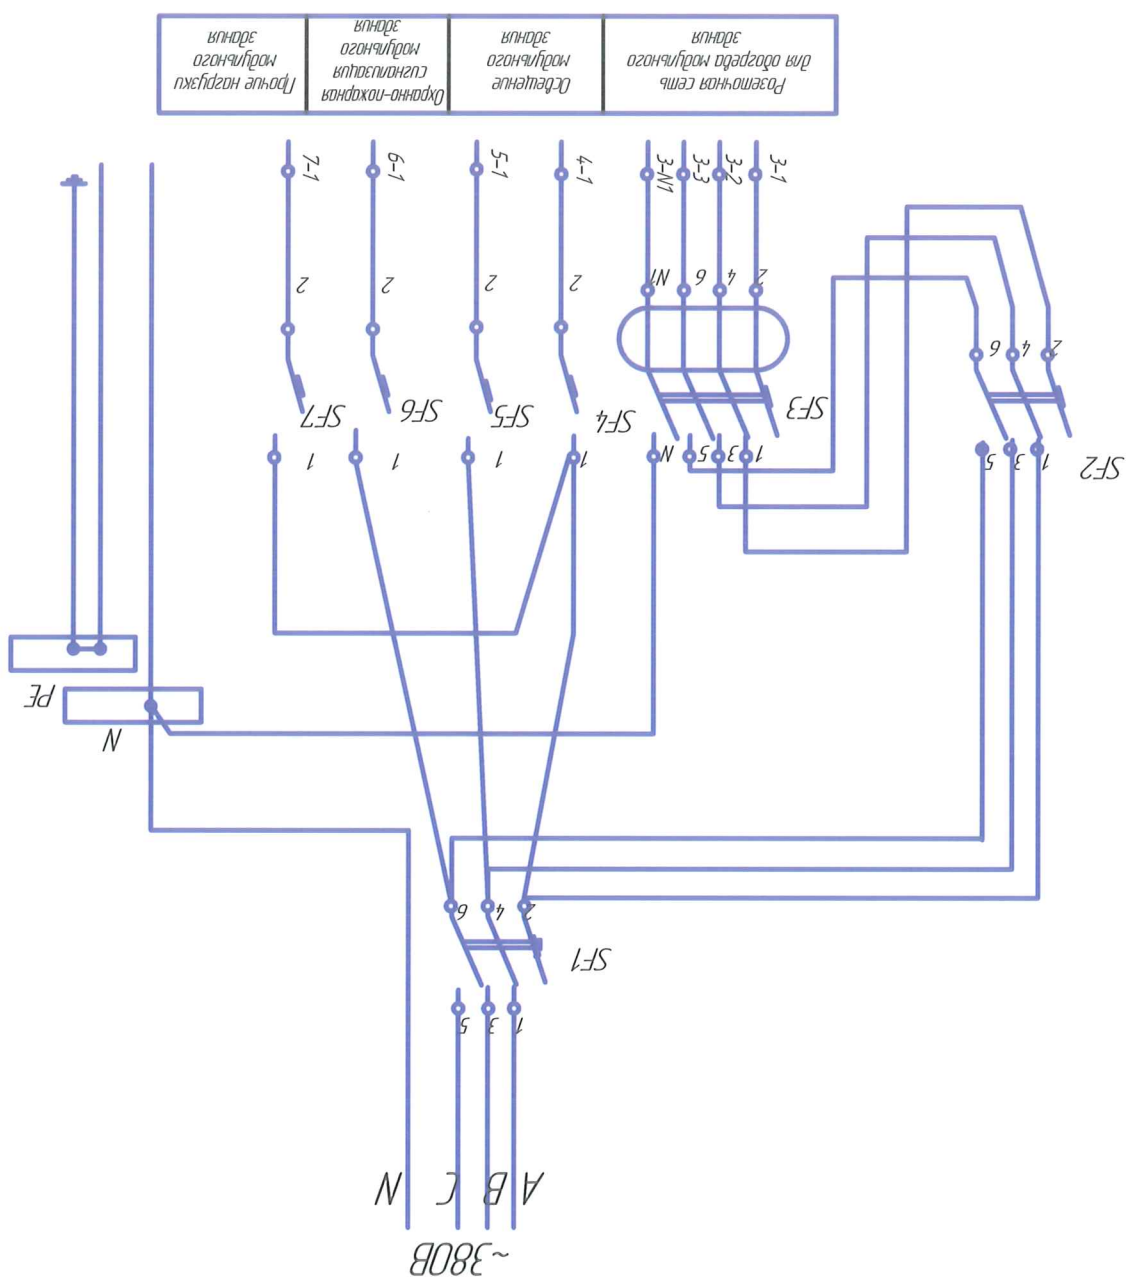 ~380В
A B C N
1 3 5
SF1
2 4 6
N
PE
SF2
1 3 5
1 3 5 N
1 1 1 1
SF3 SF4 SF5 SF6 SF7
2 4 6
2 4 6 N1
2 2 2 2
3-1 3-2 3-3 3-N1 4-1 5-1 6-1 7-1
Розеточная сеть
для обогрева модульного
здания
Освещение
модульного
здания
Охранно-пожарная
сигнализация
модульного
здания
Прочие нагрузки
модульного
здания